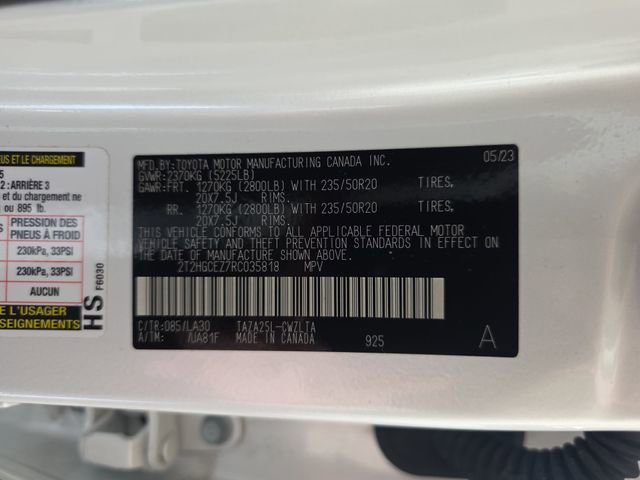 MFD.BY:TOYOTA MOTOR MANUFACTURING CANADA INC. 05/23
GVWR:2370KG (5225LB)
GAWR:FRT. 1270KG (2800LB) WITH 235/50R20 TIRES,
20X7.5J RIMS.
RR. 1270KG (2800LB) WITH 235/50R20 TIRES,
20X7.5J RIMS.
THIS VEHICLE CONFORMS TO ALL APPLICABLE FEDERAL MOTOR
VEHICLE SAFETY AND THEFT PREVENTION STANDARDS IN EFFECT
ON THE DATE OF MANUFACTURE SHOWN ABOVE.
2T2HGCEZ7RC035818 MPV
C/TR:085/LA30 TAZA25L-CWZLTA
A/TM: /UA81F MADE IN CANADA 925 A
US ET LE CHARGEMENT
5
2 : ARRIÈRE 3
t du chargement ne
ou 895 lb.
PRESSION DES
PNEUS À FROID
230kPa, 33PSI
230kPa, 33PSI
AUCUN
E L'USAGER
NSEIGNEMENTS
HS F6030